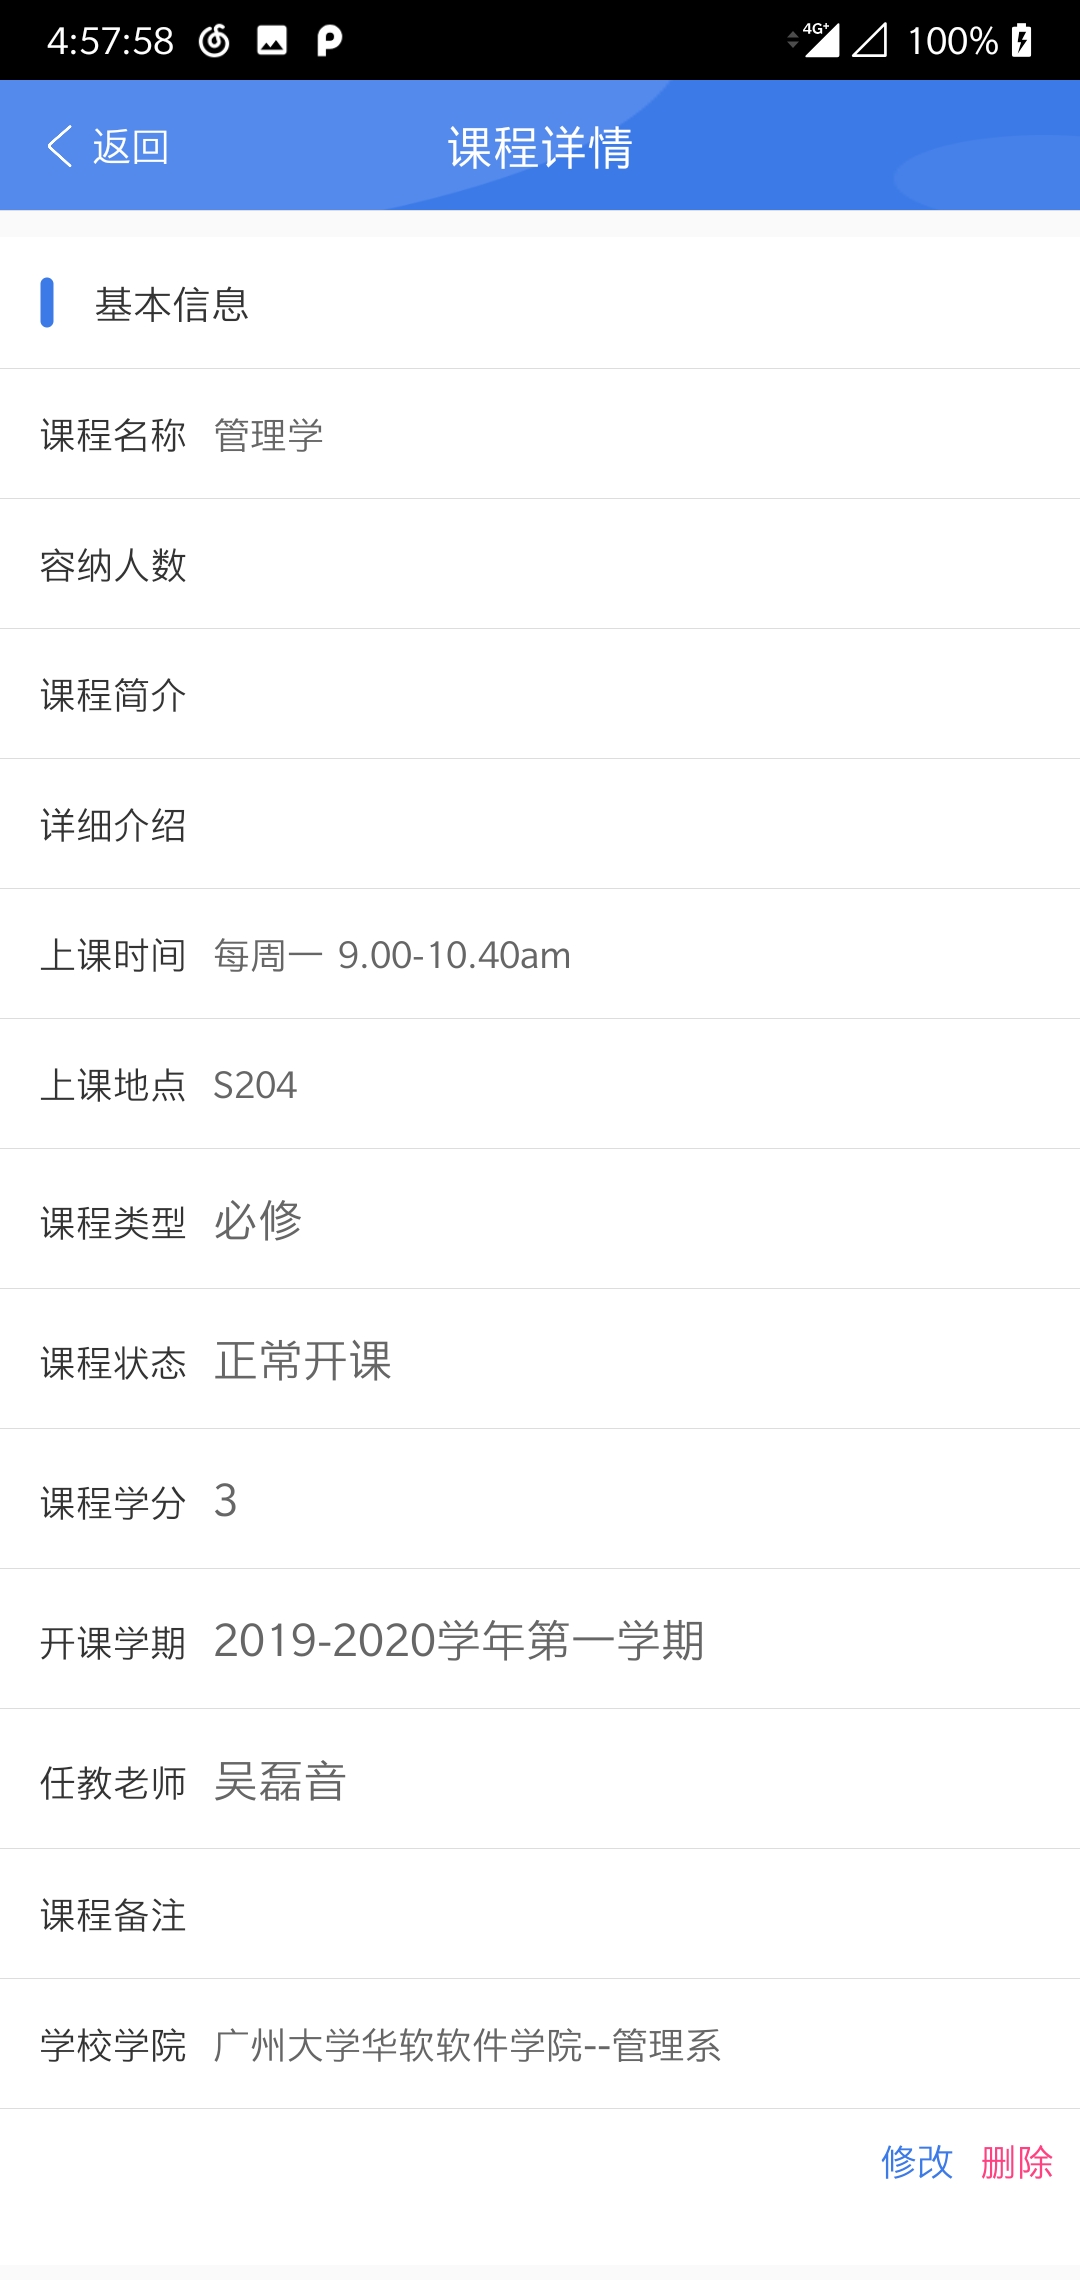 4:57:58 4G+ 100%
返回 课程详情
基本信息
课程名称 管理学
容纳人数
课程简介
详细介绍
上课时间 每周一 9.00-10.40am
上课地点 S204
课程类型 必修
课程状态 正常开课
课程学分 3
开课学期 2019-2020学年第一学期
任教老师 吴磊音
课程备注
学校学院 广州大学华软软件学院--管理系
修改 删除